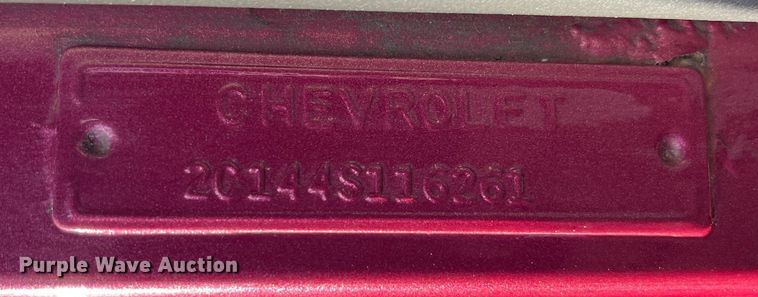 CHEVROLET
2C144S116261
Purple Wave Auction